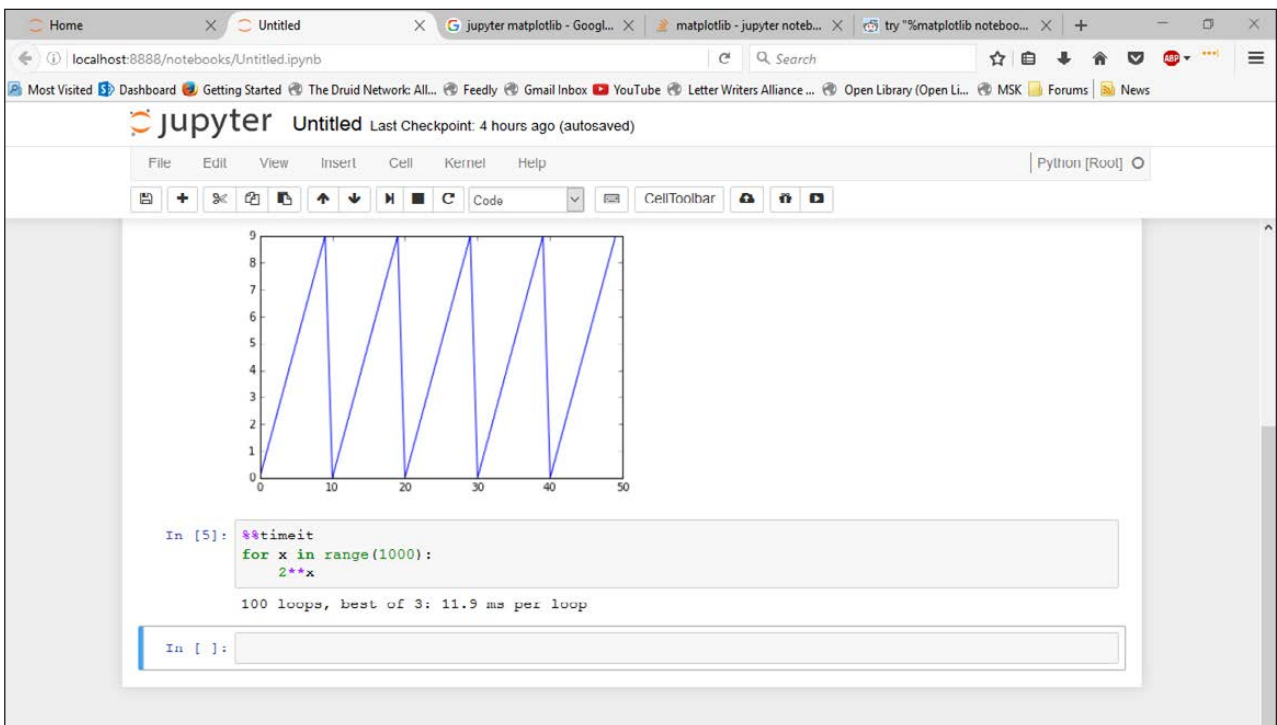 Home Untitled jupyter matplotlib - Googl... matplotlib - jupyter noteb... try "%matplotlib noteboo...
localhost:8888/notebooks/Untitled.ipynb Search ABP
Most Visited Dashboard Getting Started The Druid Network: All... Feedly Gmail Inbox YouTube Letter Writers Alliance ... Open Library (Open Li... MSK Forums News
jupyter Untitled Last Checkpoint: 4 hours ago (autosaved)
File Edit View Insert Cell Kernel Help Python [Root]
Code CellToolbar
9
8
7
6
5
4
3
2
1
0
0 10 20 30 40 50
In [5]: %%timeit
for x in range(1000):
    2**x
100 loops, best of 3: 11.9 ms per loop
In [ ]: